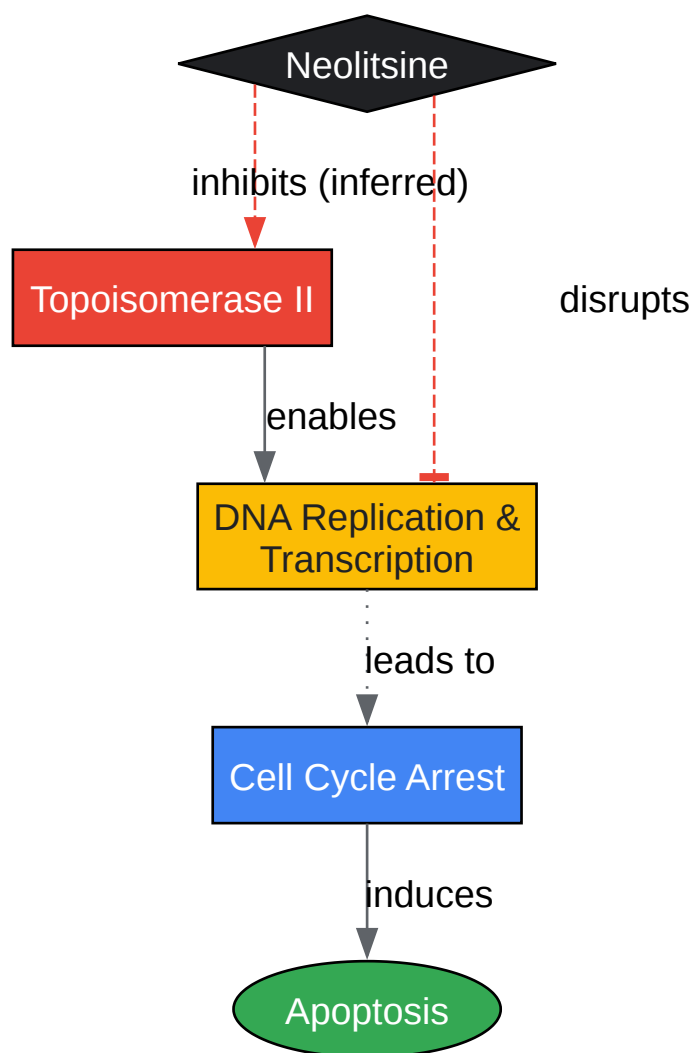 Neolitsine
inhibits (inferred)
Topoisomerase II
disrupts
enables
DNA Replication &
Transcription
leads to
Cell Cycle Arrest
induces
Apoptosis